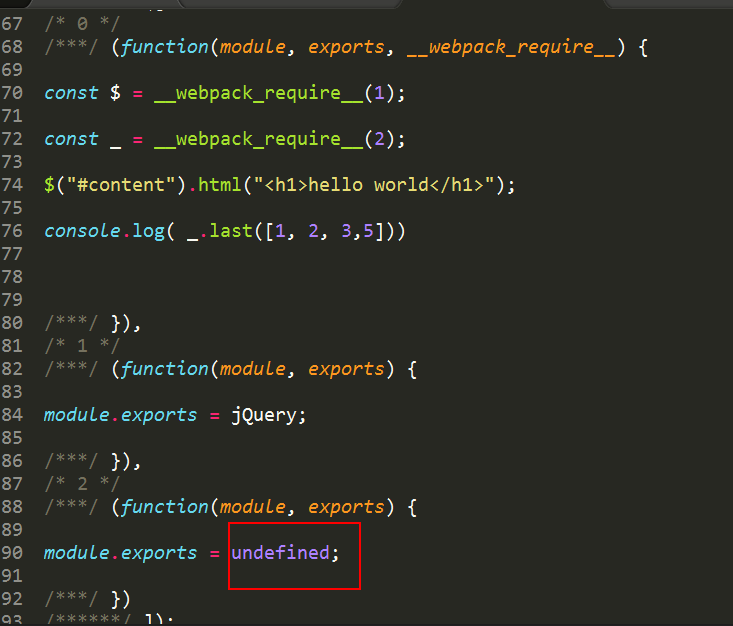 67 /* 0 */
68 /***/ (function(module, exports, __webpack_require__) {
69
70 const $ = __webpack_require__(1);
71
72 const _ = __webpack_require__(2);
73
74 $("#content").html("<h1>hello world</h1>");
75
76 console.log( _.last([1, 2, 3,5]))
77
78
79
80 /***/ }),
81 /* 1 */
82 /***/ (function(module, exports) {
83
84 module.exports = jQuery;
85
86 /***/ }),
87 /* 2 */
88 /***/ (function(module, exports) {
89
90 module.exports = undefined;
91
92 /***/ })
93 /******/ ]);